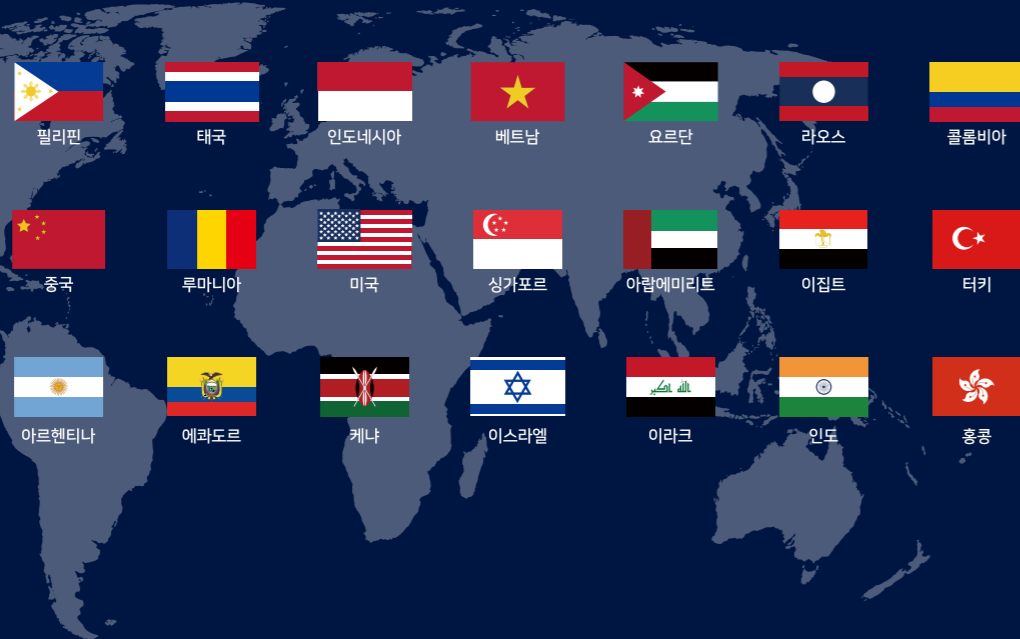 필리핀
태국
인도네시아
베트남
요르단
라오스
콜롬비아
중국
루마니아
미국
싱가포르
아랍에미리트
이집트
터키
아르헨티나
에콰도르
케냐
이스라엘
이라크
인도
홍콩